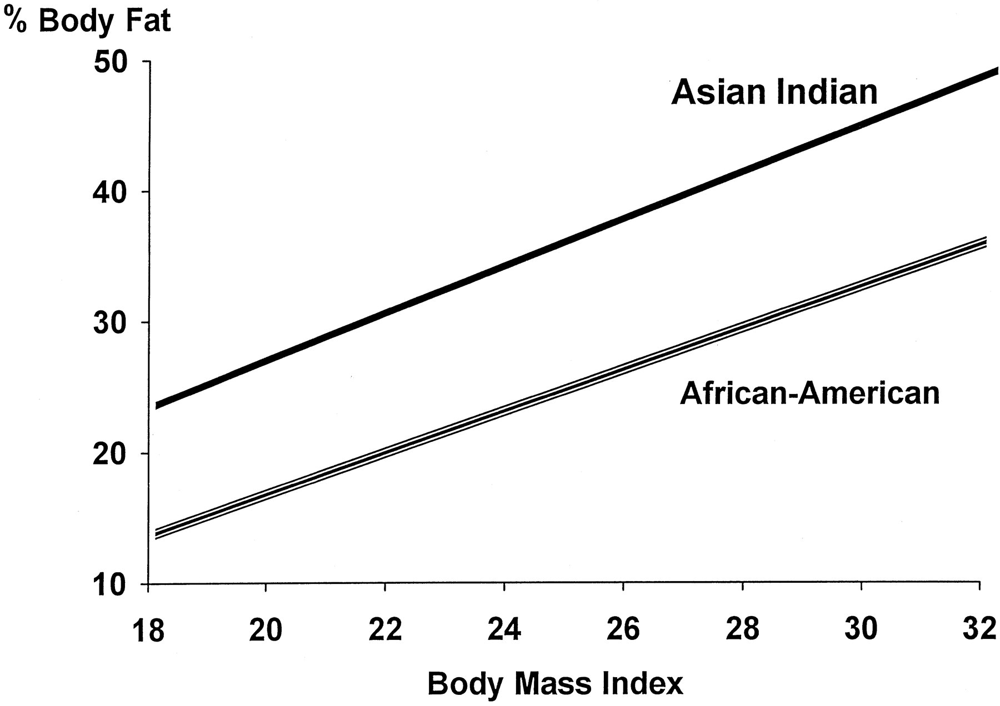 % Body Fat
50
Asian Indian
40
30
African-American
20
10
18 20 22 24 26 28 30 32
Body Mass Index